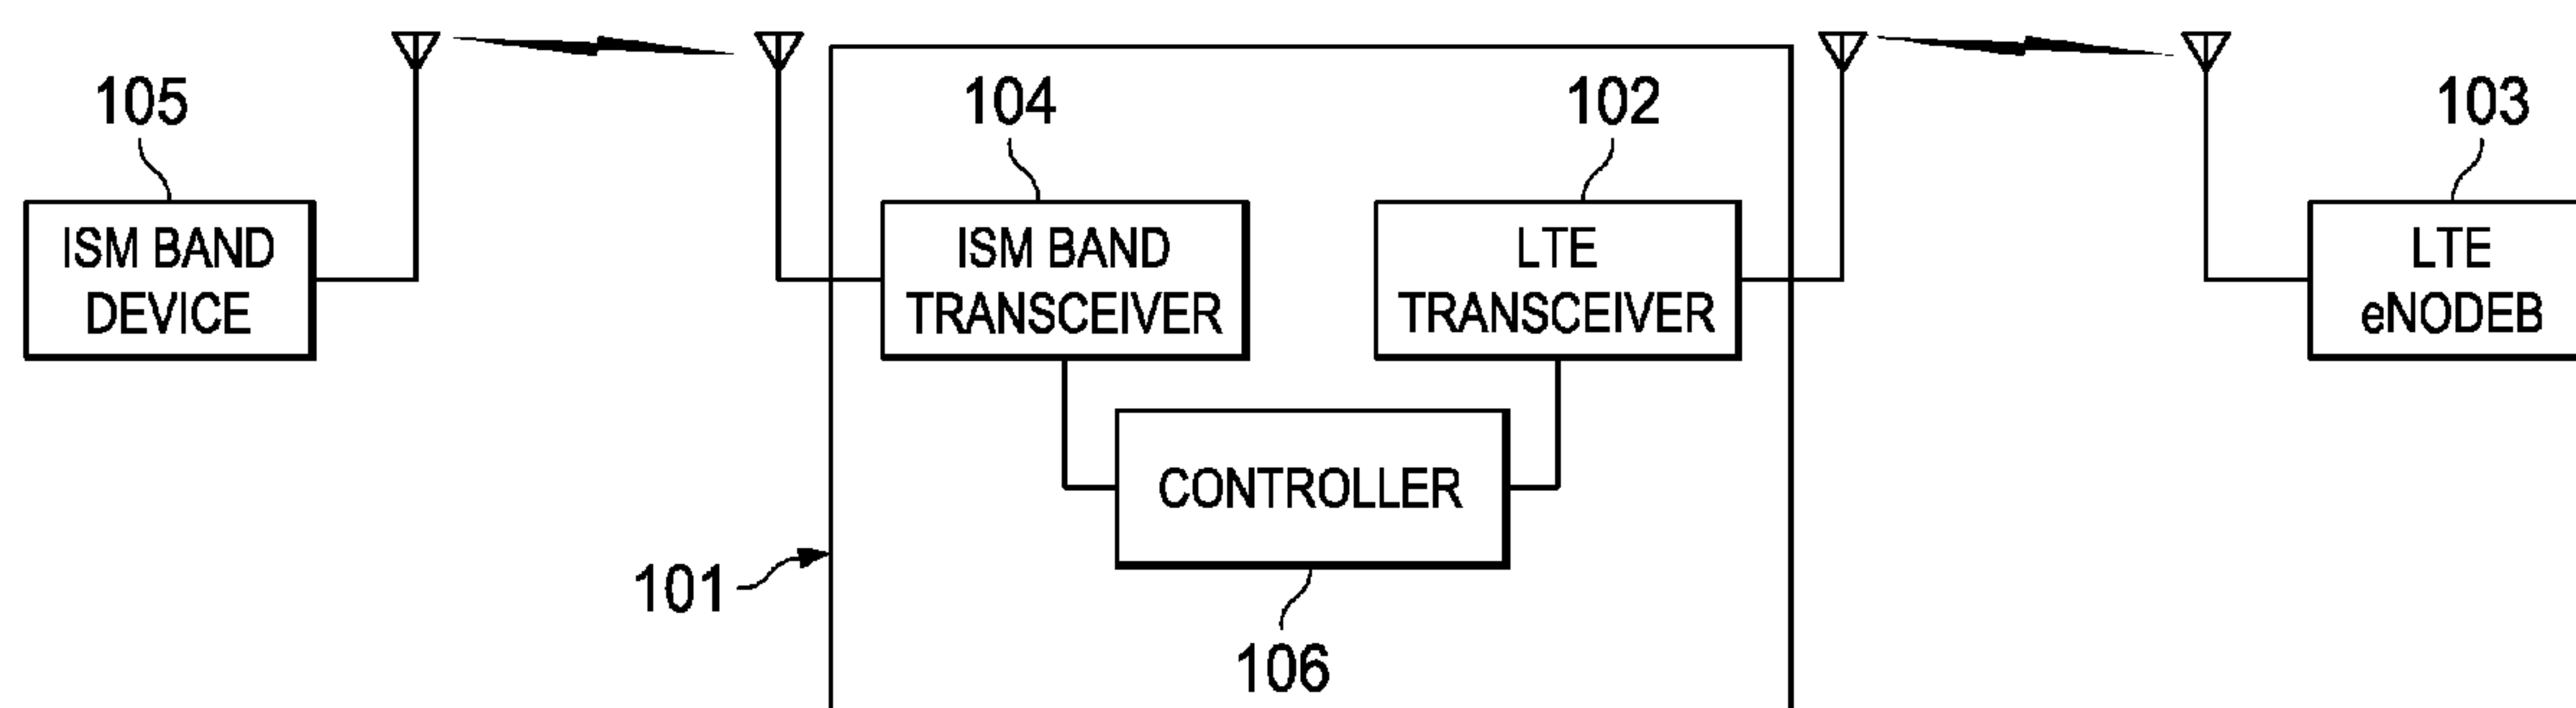 105
104
102
103
ISM BAND
DEVICE
ISM BAND
TRANSCEIVER
LTE
TRANSCEIVER
LTE
eNODEB
CONTROLLER
101
106